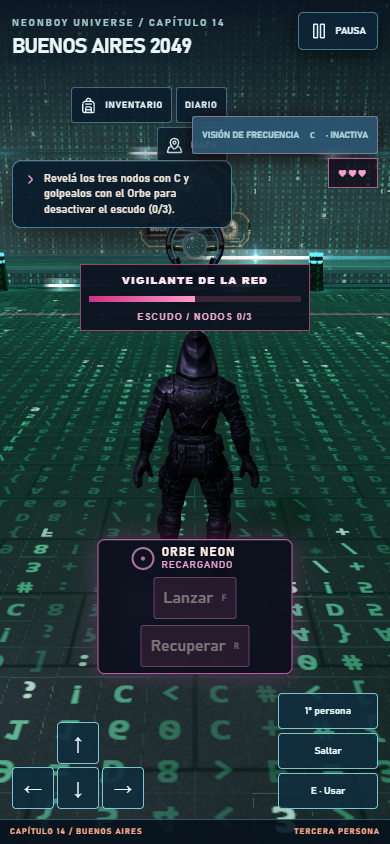 NEONBOY UNIVERSE / CAPÍTULO 14
BUENOS AIRES 2049
PAUSA
INVENTARIO
DIARIO
VISIÓN DE FRECUENCIA C · INACTIVA
Revelá los tres nodos con C y
golpealos con el Orbe para
desactivar el escudo (0/3).
VIGILANTE DE LA RED
ESCUDO / NODOS 0/3
ORBE NEON
RECARGANDO
Lanzar F
Recuperar R
1ª persona
Saltar
E · Usar
CAPÍTULO 14 / BUENOS AIRES
TERCERA PERSONA